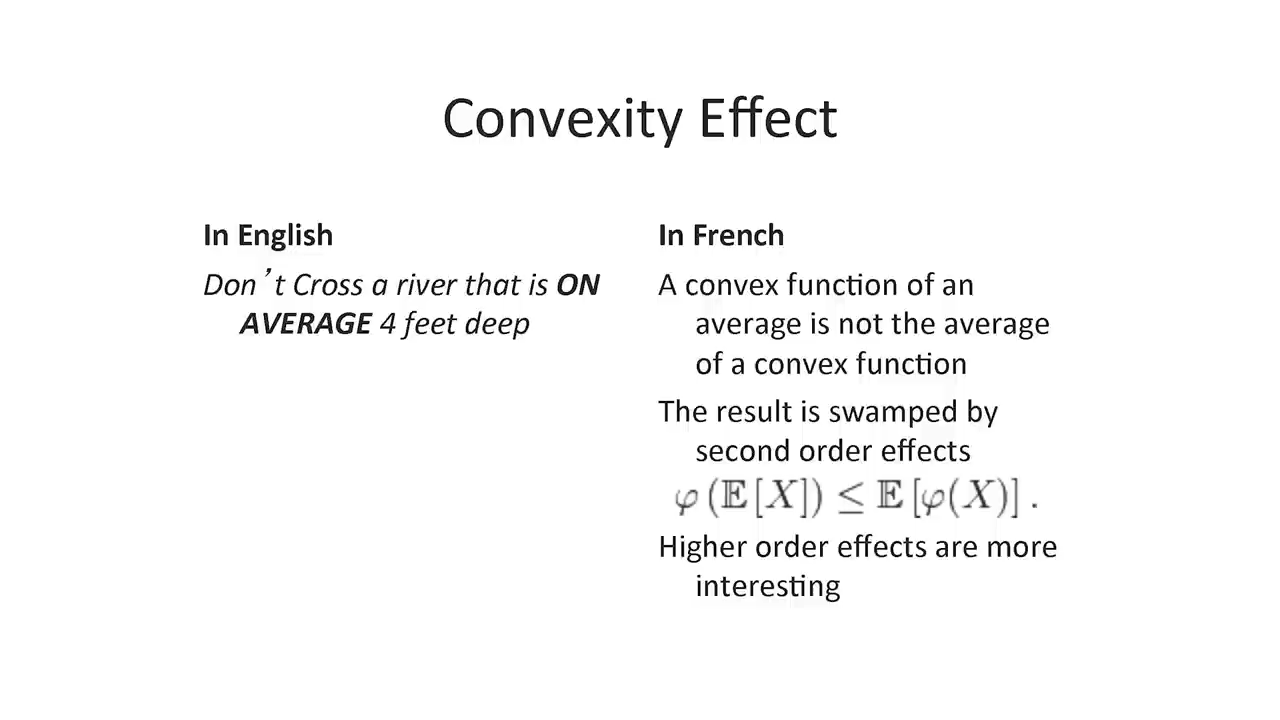 Convexity Effect
In English
Don’t Cross a river that is ON
AVERAGE 4 feet deep
In French
A convex function of an
average is not the average
of a convex function
The result is swamped by
second order effects
φ(𝔼[X]) ≤ 𝔼[φ(X)].
Higher order effects are more
interesting